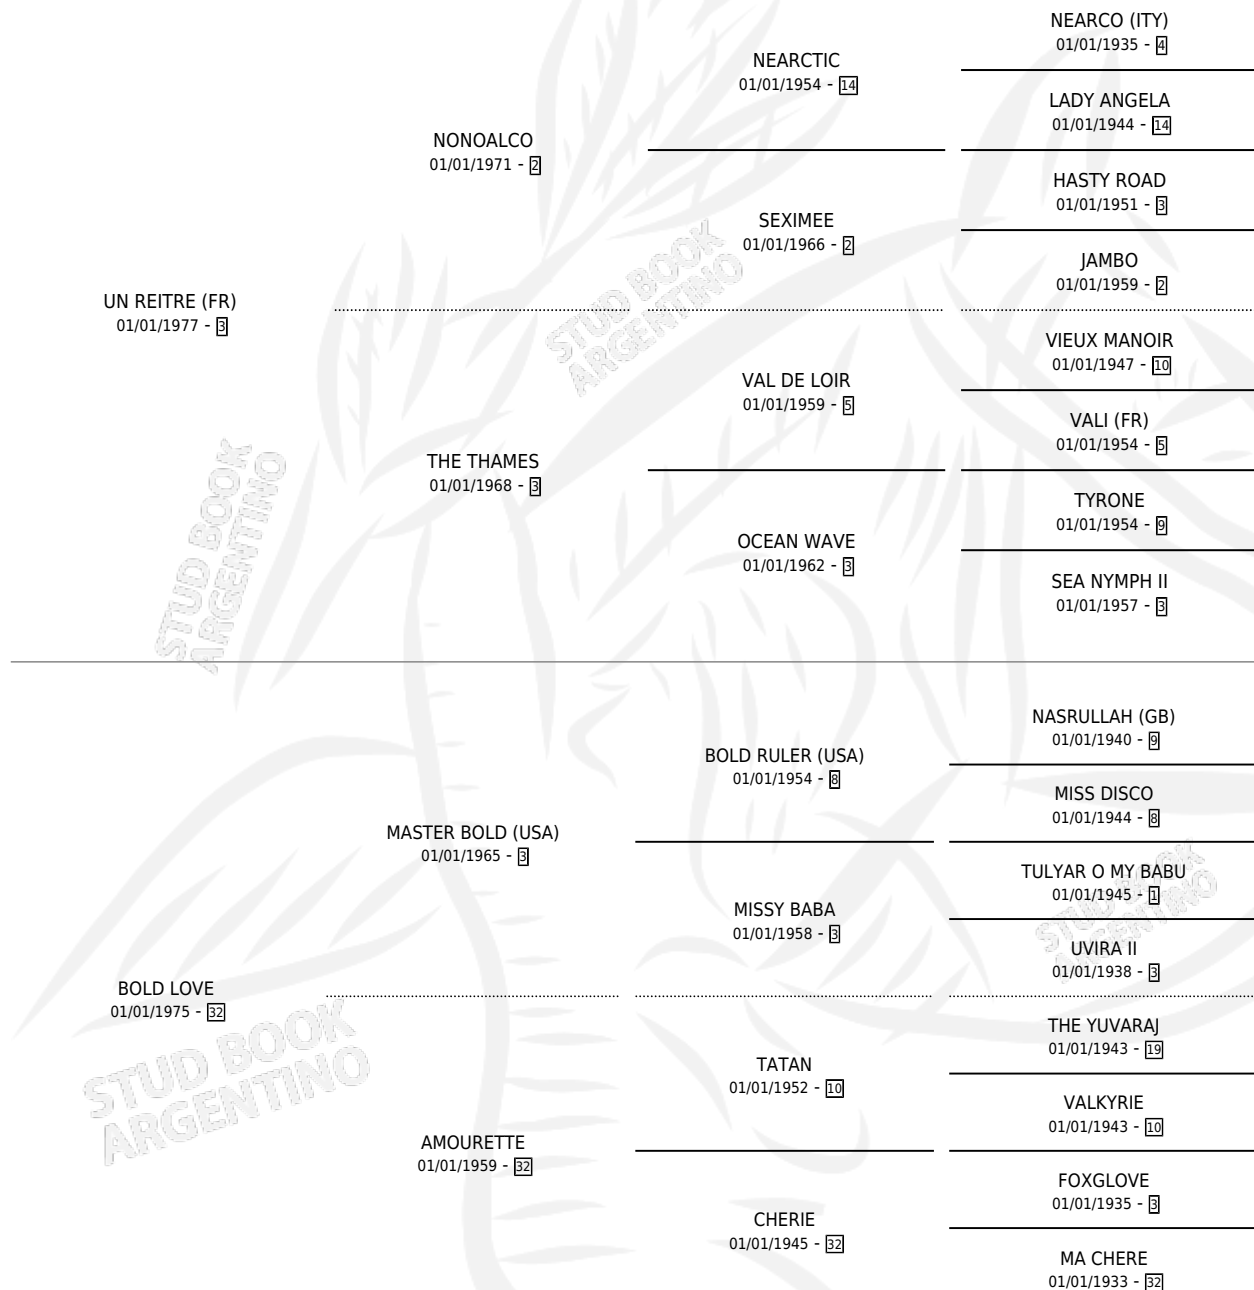 NEARCO (ITY)
01/01/1935 - 4
NEARCTIC
01/01/1954 - 14
LADY ANGELA
01/01/1944 - 14
NONOALCO
01/01/1971 - 2
HASTY ROAD
01/01/1951 - 3
SEXIMEE
01/01/1966 - 2
JAMBO
01/01/1959 - 2
UN REITRE (FR)
01/01/1977 - 3
VIEUX MANOIR
01/01/1947 - 10
VAL DE LOIR
01/01/1959 - 5
VALI (FR)
01/01/1954 - 5
THE THAMES
01/01/1968 - 3
TYRONE
01/01/1954 - 9
OCEAN WAVE
01/01/1962 - 3
SEA NYMPH II
01/01/1957 - 3
NASRULLAH (GB)
01/01/1940 - 9
BOLD RULER (USA)
01/01/1954 - 8
MISS DISCO
01/01/1944 - 8
MASTER BOLD (USA)
01/01/1965 - 3
TULYAR O MY BABU
01/01/1945 - 1
MISSY BABA
01/01/1958 - 3
UVIRA II
01/01/1938 - 3
BOLD LOVE
01/01/1975 - 32
THE YUVARAJ
01/01/1943 - 19
TATAN
01/01/1952 - 10
VALKYRIE
01/01/1943 - 10
AMOURETTE
01/01/1959 - 32
FOXGLOVE
01/01/1935 - 3
CHERIE
01/01/1945 - 32
MA CHERE
01/01/1933 - 32
STUD BOOK
ARGENTINO
STUD BOOK
ARGENTINO
STUD BOOK
ARGENTINO
STUD BOOK
ARGENTINO